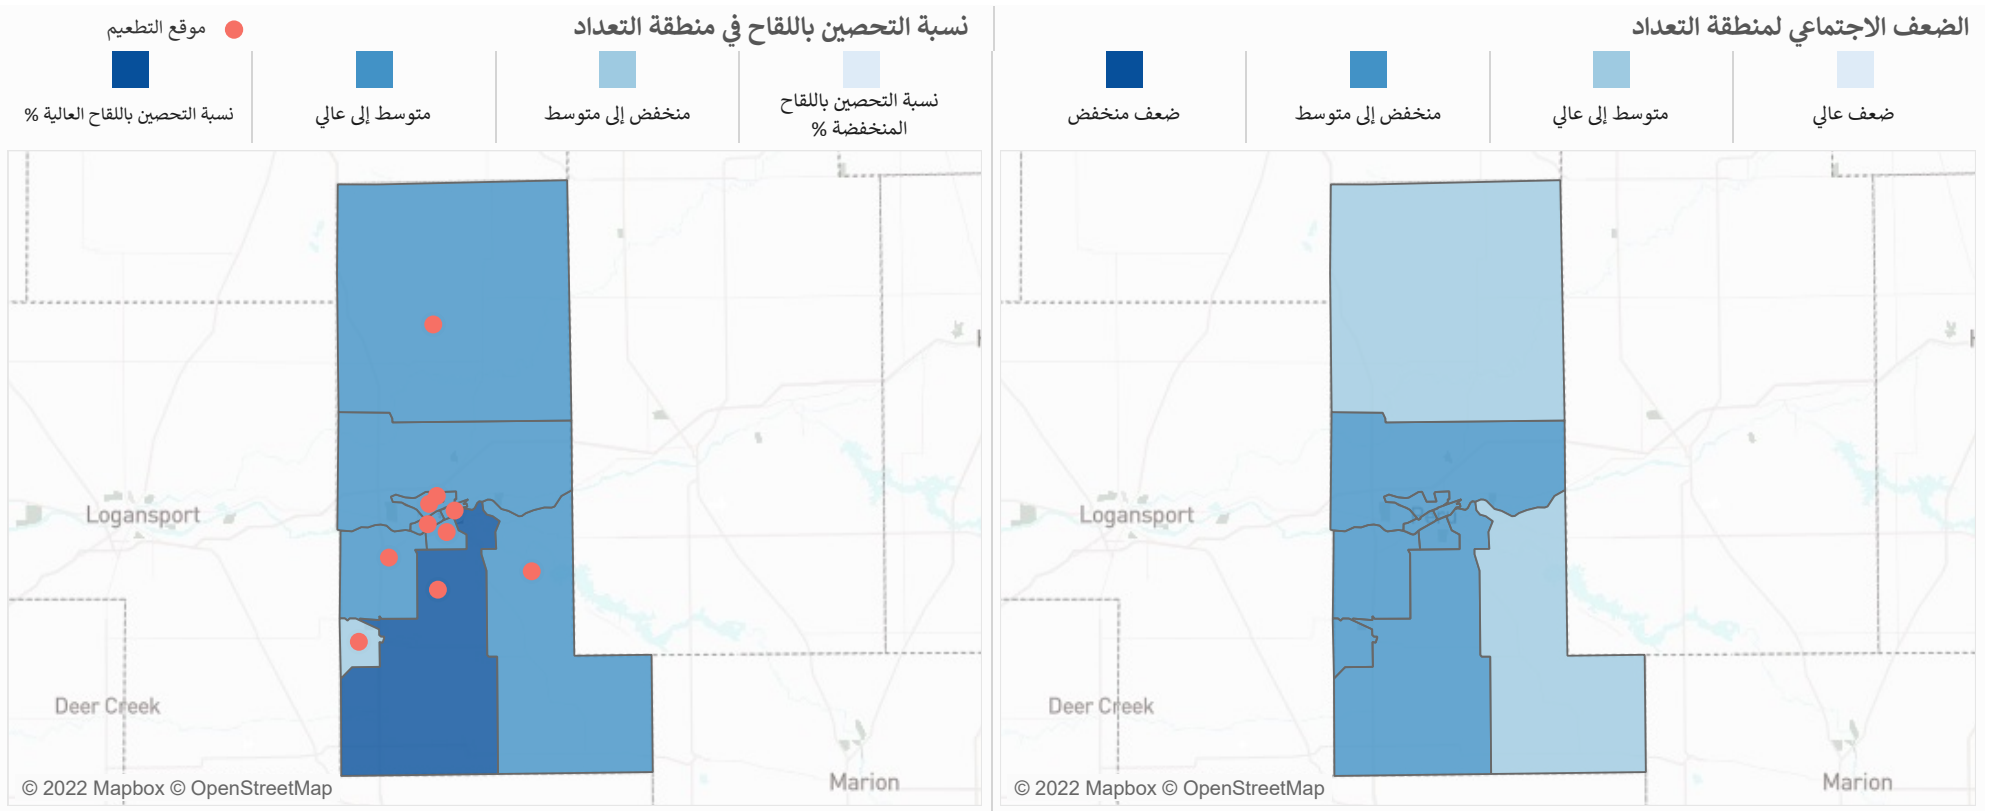 الضعف الاجتماعي لمنطقة التعداد
ضعف عالي
متوسط إلى عالي
منخفض إلى متوسط
ضعف منخفض
Logansport
Deer Creek
Marion
© 2022 Mapbox © OpenStreetMap
نسبة التحصين باللقاح في منطقة التعداد
موقع التطعيم
نسبة التحصين باللقاح
المنخفضة %
منخفض إلى متوسط
متوسط إلى عالي
نسبة التحصين باللقاح العالية %
Logansport
Deer Creek
Marion
© 2022 Mapbox © OpenStreetMap